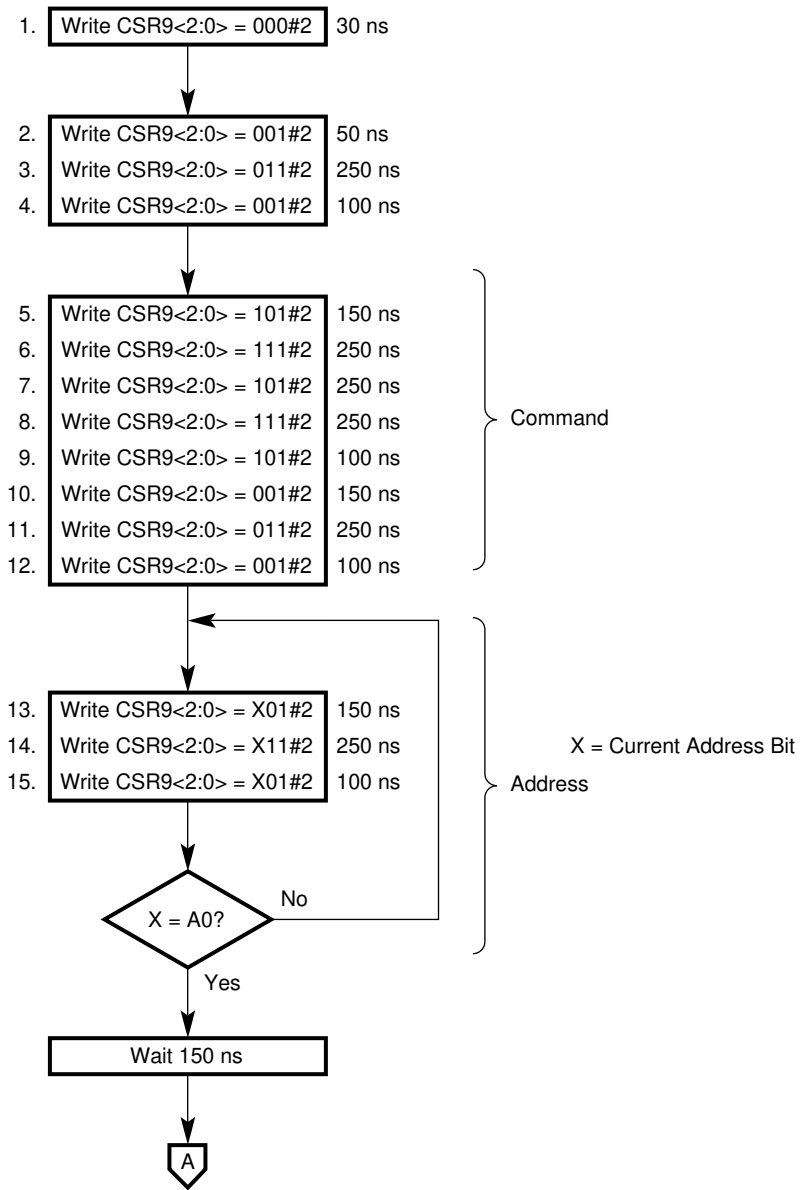 1. Write CSR9<2:0> = 000#2 30 ns
2. Write CSR9<2:0> = 001#2 50 ns
3. Write CSR9<2:0> = 011#2 250 ns
4. Write CSR9<2:0> = 001#2 100 ns
5. Write CSR9<2:0> = 101#2 150 ns
6. Write CSR9<2:0> = 111#2 250 ns
7. Write CSR9<2:0> = 101#2 250 ns
8. Write CSR9<2:0> = 111#2 250 ns
9. Write CSR9<2:0> = 101#2 100 ns
10. Write CSR9<2:0> = 001#2 150 ns
11. Write CSR9<2:0> = 011#2 250 ns
12. Write CSR9<2:0> = 001#2 100 ns
Command
13. Write CSR9<2:0> = X01#2 150 ns
14. Write CSR9<2:0> = X11#2 250 ns
15. Write CSR9<2:0> = X01#2 100 ns
X = Current Address Bit
Address
X = A0?
No
Yes
Wait 150 ns
A